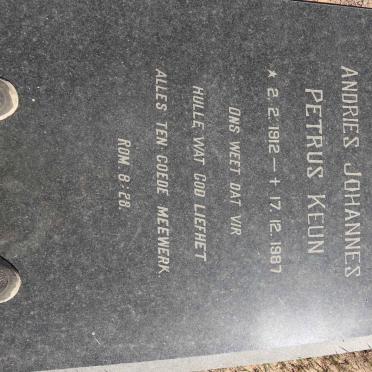 ANDRIES JOHANNES
PETRUS KEUN
★ 2. 2. 1912 — † 17. 12. 1987
ONS WEET DAT VIR
HULLE, WAT GOD LIEFHET
ALLES TEN GOEDE MEEWERK.
ROM. 8 : 28.